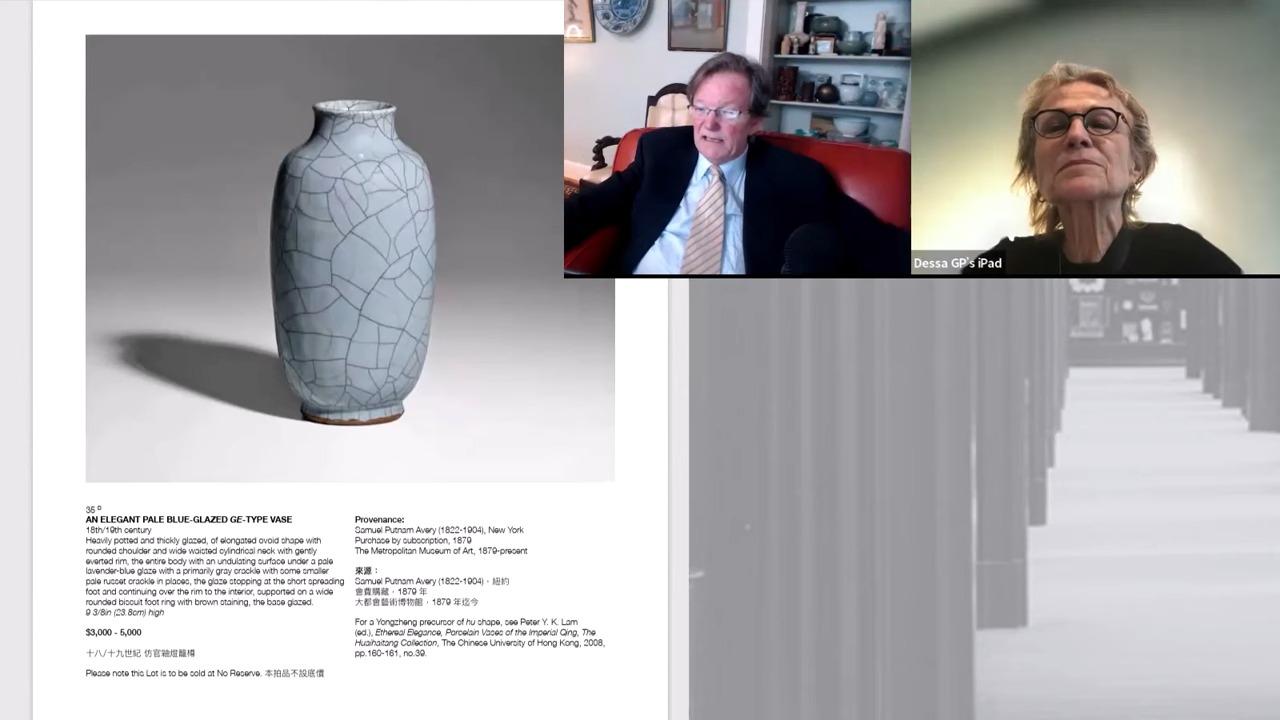 Dessa GP's iPad
35 ¤
AN ELEGANT PALE BLUE-GLAZED GE-TYPE VASE
18th/19th century
Heavily potted and thickly glazed, of elongated ovoid shape with
rounded shoulder and wide waisted cylindrical neck with gently
everted rim, the entire body with an undulating surface under a pale
lavender-blue glaze with a primarily gray crackle with some smaller
pale russet crackle in places, the glaze stopping at the short spreading
foot and continuing over the rim to the interior, supported on a wide
rounded biscuit foot ring with brown staining, the base glazed.
9 3/8in (23.8cm) high
$3,000 - 5,000
十八/十九世紀 仿官釉燈籠樽
Please note this Lot is to be sold at No Reserve. 本拍品不設底價
Provenance:
Samuel Putnam Avery (1822-1904), New York
Purchase by subscription, 1879
The Metropolitan Museum of Art, 1879-present
來源：
Samuel Putnam Avery (1822-1904)，紐約
會費購藏，1879 年
大都會藝術博物館，1879 年迄今
For a Yongzheng precursor of hu shape, see Peter Y. K. Lam
(ed.), Ethereal Elegance, Porcelain Vases of the Imperial Qing, The
Huaihaitang Collection, The Chinese University of Hong Kong, 2008,
pp.160-161, no.39.